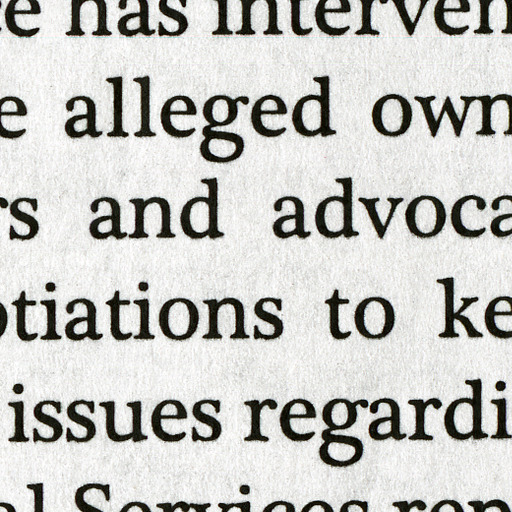 e has interven
e alleged own
rs and advoca
otiations to ke
issues regardi
al Services rep